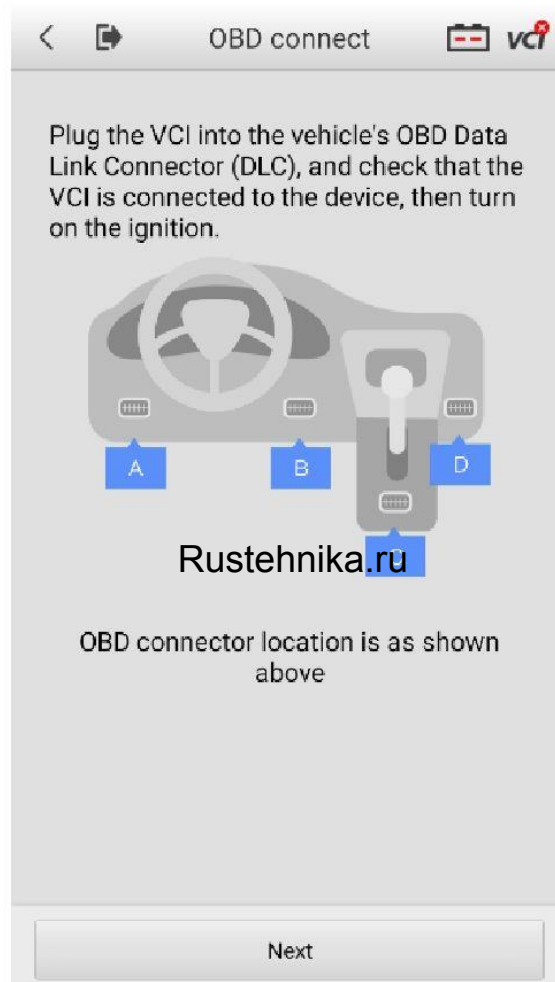 OBD connect
VCI
Plug the VCI into the vehicle's OBD Data
Link Connector (DLC), and check that the
VCI is connected to the device, then turn
on the ignition.
A
B
D
Rustehnika.ru
OBD connector location is as shown
above
Next